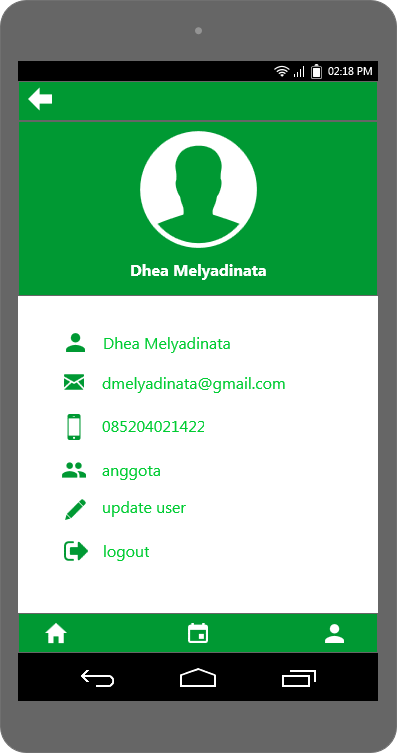 02:18 PM
Dhea Melyadinata
Dhea Melyadinata
dmelyadinata@gmail.com
085204021422
anggota
update user
logout